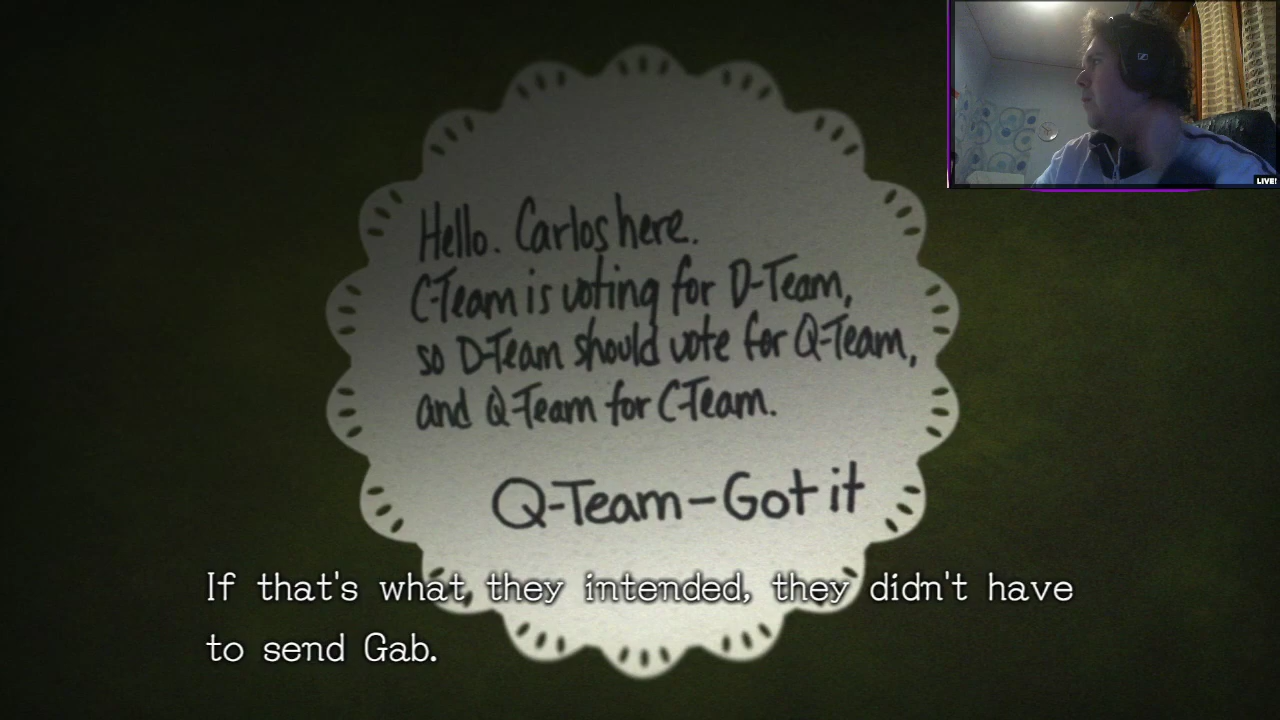 LIVE!
Hello. Carlos here.
C-Team is voting for D-Team,
so D-Team should vote for Q-Team,
and Q-Team for C-Team.
Q-Team-Got it
If that's what they intended, they didn't have
to send Gab.